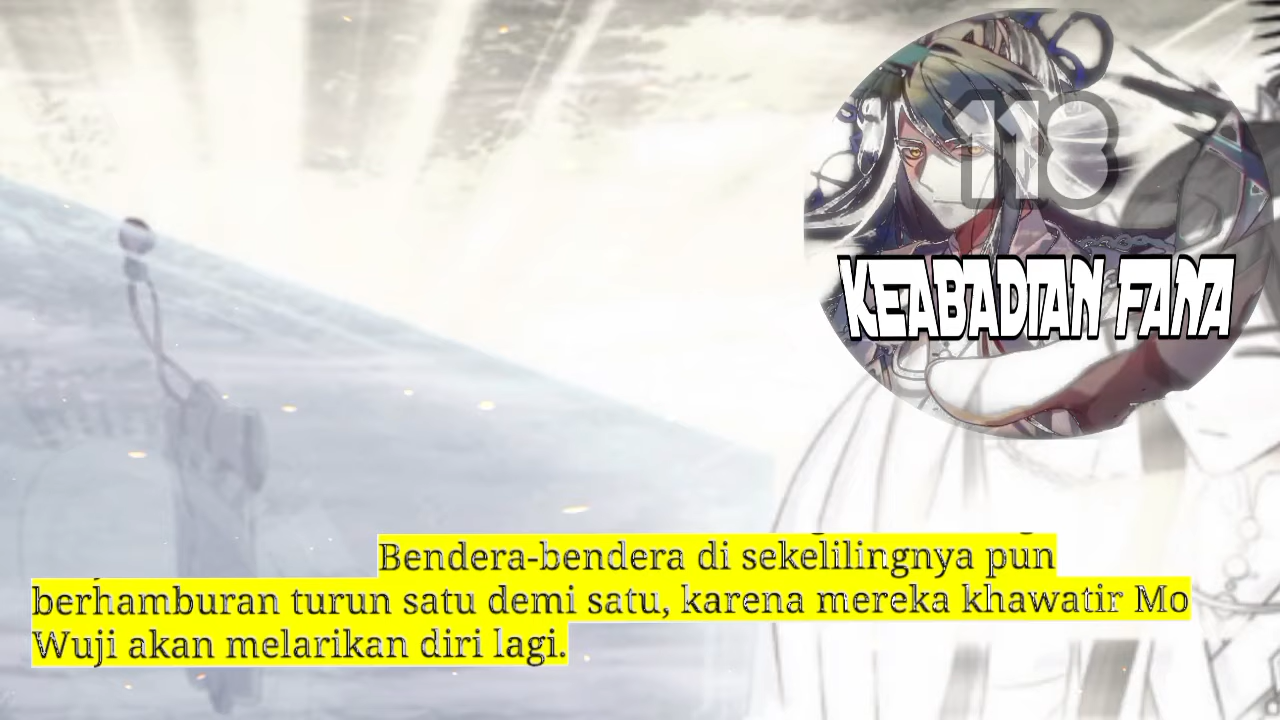 118
KEABADIAN FANA
Bendera-bendera di sekelilingnya pun
berhamburan turun satu demi satu, karena mereka khawatir Mo
Wuji akan melarikan diri lagi.